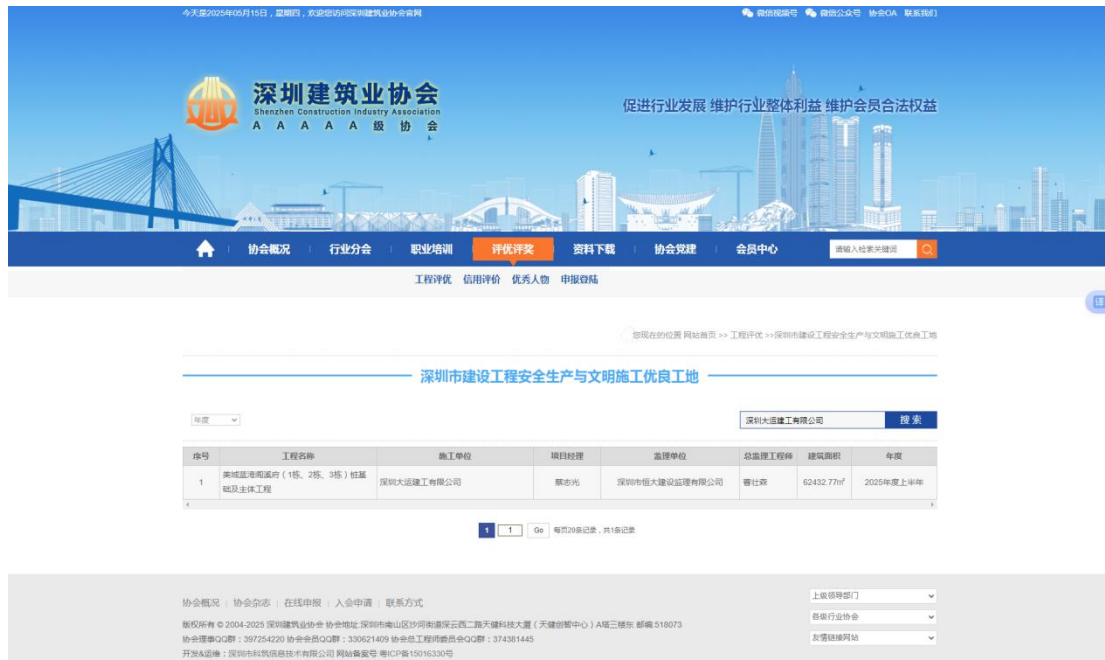 今天是2025年05月15日，星期四，欢迎您访问深圳建筑业协会官网
微信视频号 微信公众号 协会OA 联系我们
深圳建筑业协会
Shenzhen Construction Industry Association
AAAAA级协会
促进行业发展 维护行业整体利益 维护会员合法权益
协会概况 行业分会 职业培训 评优评奖 资料下载 协会党建 会员中心 请输入检索关键词
工程评优 信用评价 优秀人物 申报登陆
译
您现在的位置 网站首页 >> 工程评优 >>深圳市建设工程安全生产与文明施工优良工地
深圳市建设工程安全生产与文明施工优良工地
年度 深圳大运建工有限公司 搜索
序号 工程名称 施工单位 项目经理 监理单位 总监理工程师 建筑面积 年度
1 美城蓝湾阅溪府（1栋、2栋、3栋）桩基 深圳大运建工有限公司 蔡志光 深圳市恒大建设监理有限公司 62432.77㎡ 2025年度上半年
础及主体工程
1 1 Go 每页20条记录，共1条记录
协会概况 | 协会杂志 | 在线申报 | 入会申请 | 联系方式
上级领导部门
各级行业协会
友情链接网站
版权所有 © 2004-2025 深圳建筑业协会 协会地址:深圳市南山区沙河街道深云西二路天健科技大厦（天健创智中心）A塔三楼东 邮编:518073
协会理事QQ群：397254220 协会会员QQ群：330621409 协会总工程师委员会QQ群：374381445
开发&运维：深圳市科筑信息技术有限公司 网站备案号:粤ICP备15016330号